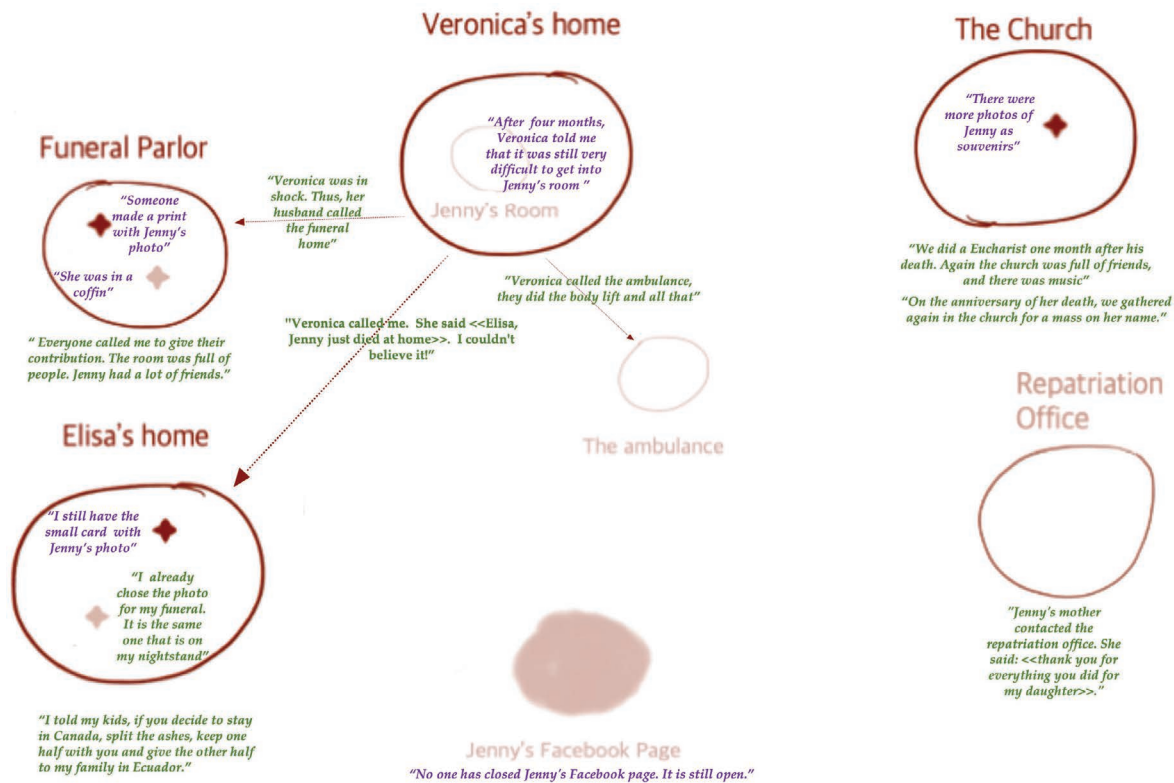 Veronica's home
The Church
Funeral Parlor
“After four months,
Veronica told me
that it was still very
difficult to get into
Jenny's room ”
Jenny's Room
“There were
more photos of
Jenny as
souvenirs”
“Someone
made a print
with Jenny's
photo”
“She was in a
coffin”
“Veronica was in
shock. Thus, her
husband called
the funeral
home”
“Veronica called the ambulance,
they did the body lift and all that”
“We did a Eucharist one month after his
death. Again the church was full of friends,
and there was music”
“On the anniversary of her death, we gathered
again in the church for a mass on her name.”
"Veronica called me. She said <<Elisa,
Jenny just died at home>>. I couldn't
believe it!”
“ Everyone called me to give their
contribution. The room was full of
people. Jenny had a lot of friends.”
The ambulance
Repatriation
Office
Elisa's home
“I still have the
small card with
Jenny's photo”
“I already
chose the photo
for my funeral.
It is the same
one that is on
my nightstand”
“Jenny's mother
contacted the
repatriation office. She
said: <<thank you for
everything you did for
my daughter>>.”
“I told my kids, if you decide to stay
in Canada, split the ashes, keep one
half with you and give the other half
to my family in Ecuador.”
Jenny's Facebook Page
“No one has closed Jenny's Facebook page. It is still open.”